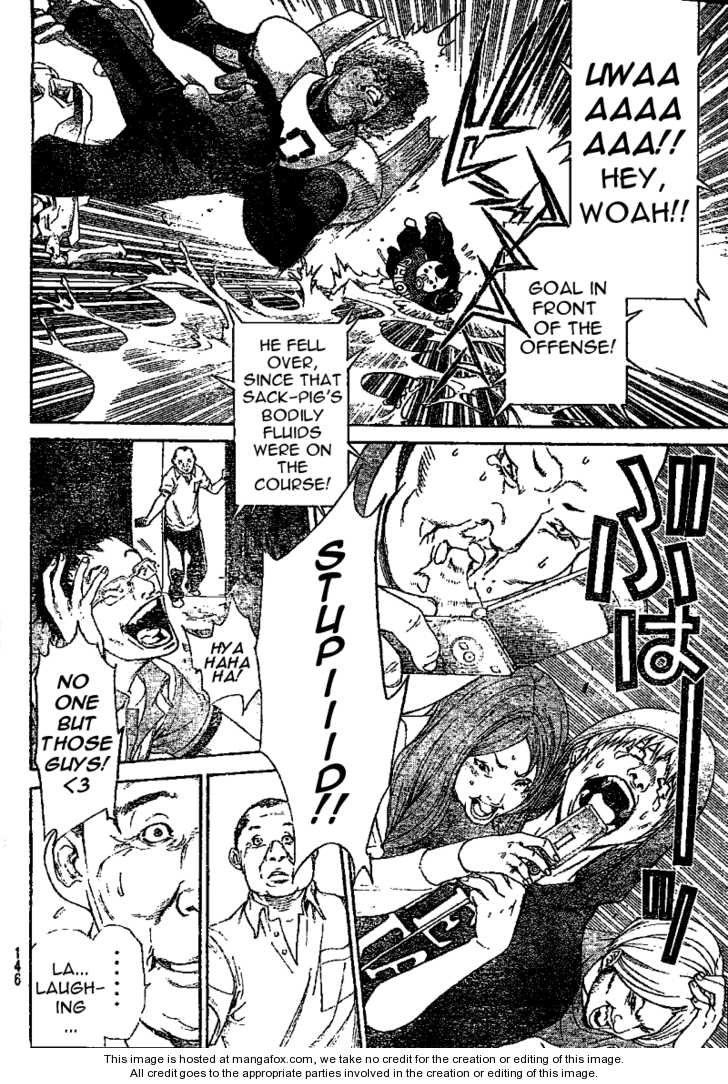 UWAA
AAAAA
AAA!!
HEY,
WOAH!!
GOAL IN
FRONT
OF THE
OFFENSE!
HE FELL
OVER,
SINCE THAT
SACK-PIG'S
BODILY
FLUIDS
WERE ON
THE
COURSE!
ぶはーーッ
STUPIIID!!
HYA
HAHA
HA!
NO
ONE
BUT
THOSE
GUYS!
<3
......
LA...
LAUGH-
ING
...
146
This image is hosted at mangafox.com, we take no credit for the creation or editing of this image.
All credit goes to the appropriate parties involved in the creation or editing of this image.